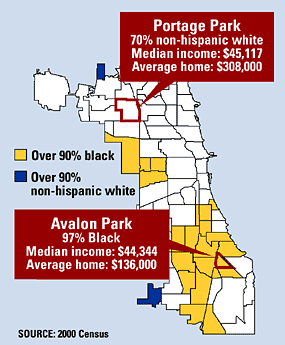 Portage Park
70% non-hispanic white
Median income: $45,117
Average home: $308,000
Over 90% black
Over 90%
non-hispanic white
Avalon Park
97% Black
Median income: $44,344
Average home: $136,000
SOURCE: 2000 Census